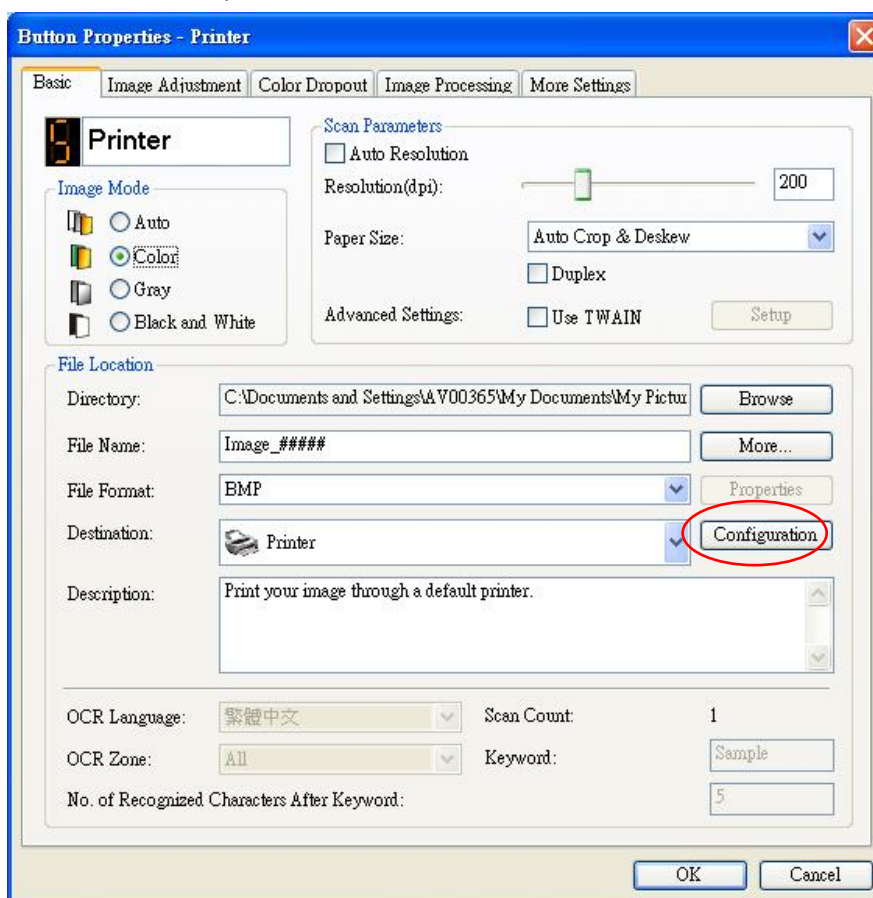 Button Properties - Printer
Basic Image Adjustment Color Dropout Image Processing More Settings
5 Printer
Scan Parameters
Auto Resolution
Resolution(dpi): 200
Image Mode
Auto
Color
Gray
Black and White
Paper Size: Auto Crop & Deskew
Duplex
Advanced Settings: Use TWAIN Setup
File Location
Directory: C:\Documents and Settings\AV00365\My Documents\My Pictur Browse
File Name: Image_##### More...
File Format: BMP Properties
Destination: Printer Configuration
Description: Print your image through a default printer.
OCR Language: 繁體中文 Scan Count: 1
OCR Zone: All Keyword: Sample
No. of Recognized Characters After Keyword: 5
OK Cancel